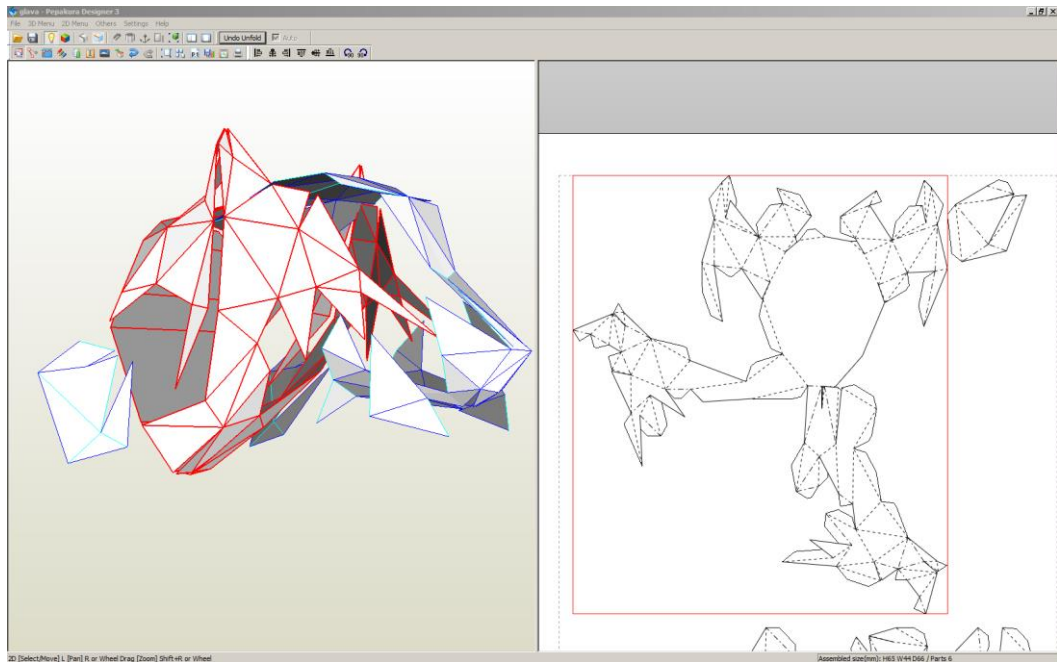 glava - Pepakura Designer 3
File 3D Menu 2D Menu Others Settings Help
Undo Unfold Auto
2D [Select/Move] L [Pan] R or Wheel Drag [Zoom] Shift+R or Wheel
Assembled size(mm): H65 W44 D66 / Parts 6